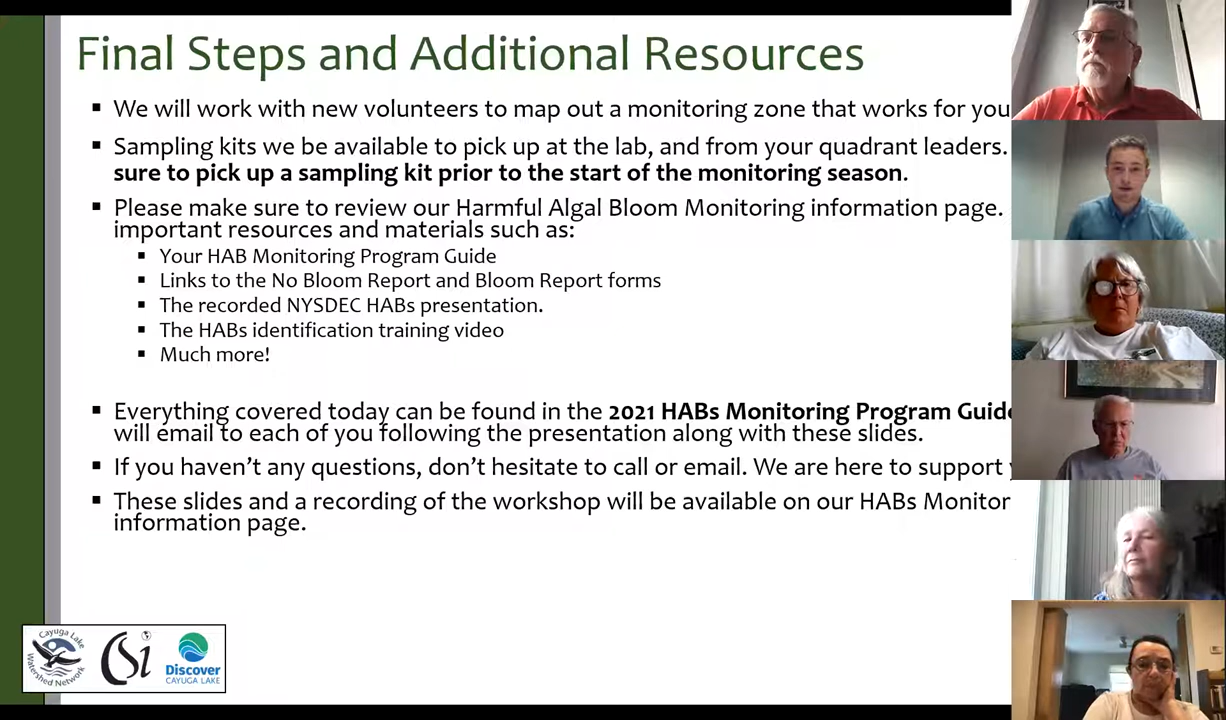 Final Steps and Additional Resources
▪ We will work with new volunteers to map out a monitoring zone that works for you
▪ Sampling kits we be available to pick up at the lab, and from your quadrant leaders.
sure to pick up a sampling kit prior to the start of the monitoring season.
▪ Please make sure to review our Harmful Algal Bloom Monitoring information page.
important resources and materials such as:
▪ Your HAB Monitoring Program Guide
▪ Links to the No Bloom Report and Bloom Report forms
▪ The recorded NYSDEC HABs presentation.
▪ The HABs identification training video
▪ Much more!
▪ Everything covered today can be found in the 2021 HABs Monitoring Program Guide
will email to each of you following the presentation along with these slides.
▪ If you haven't any questions, don't hesitate to call or email. We are here to support
▪ These slides and a recording of the workshop will be available on our HABs Monitor
information page.
Cayuga Lake
Watershed Network
CSi
Discover
CAYUGA LAKE